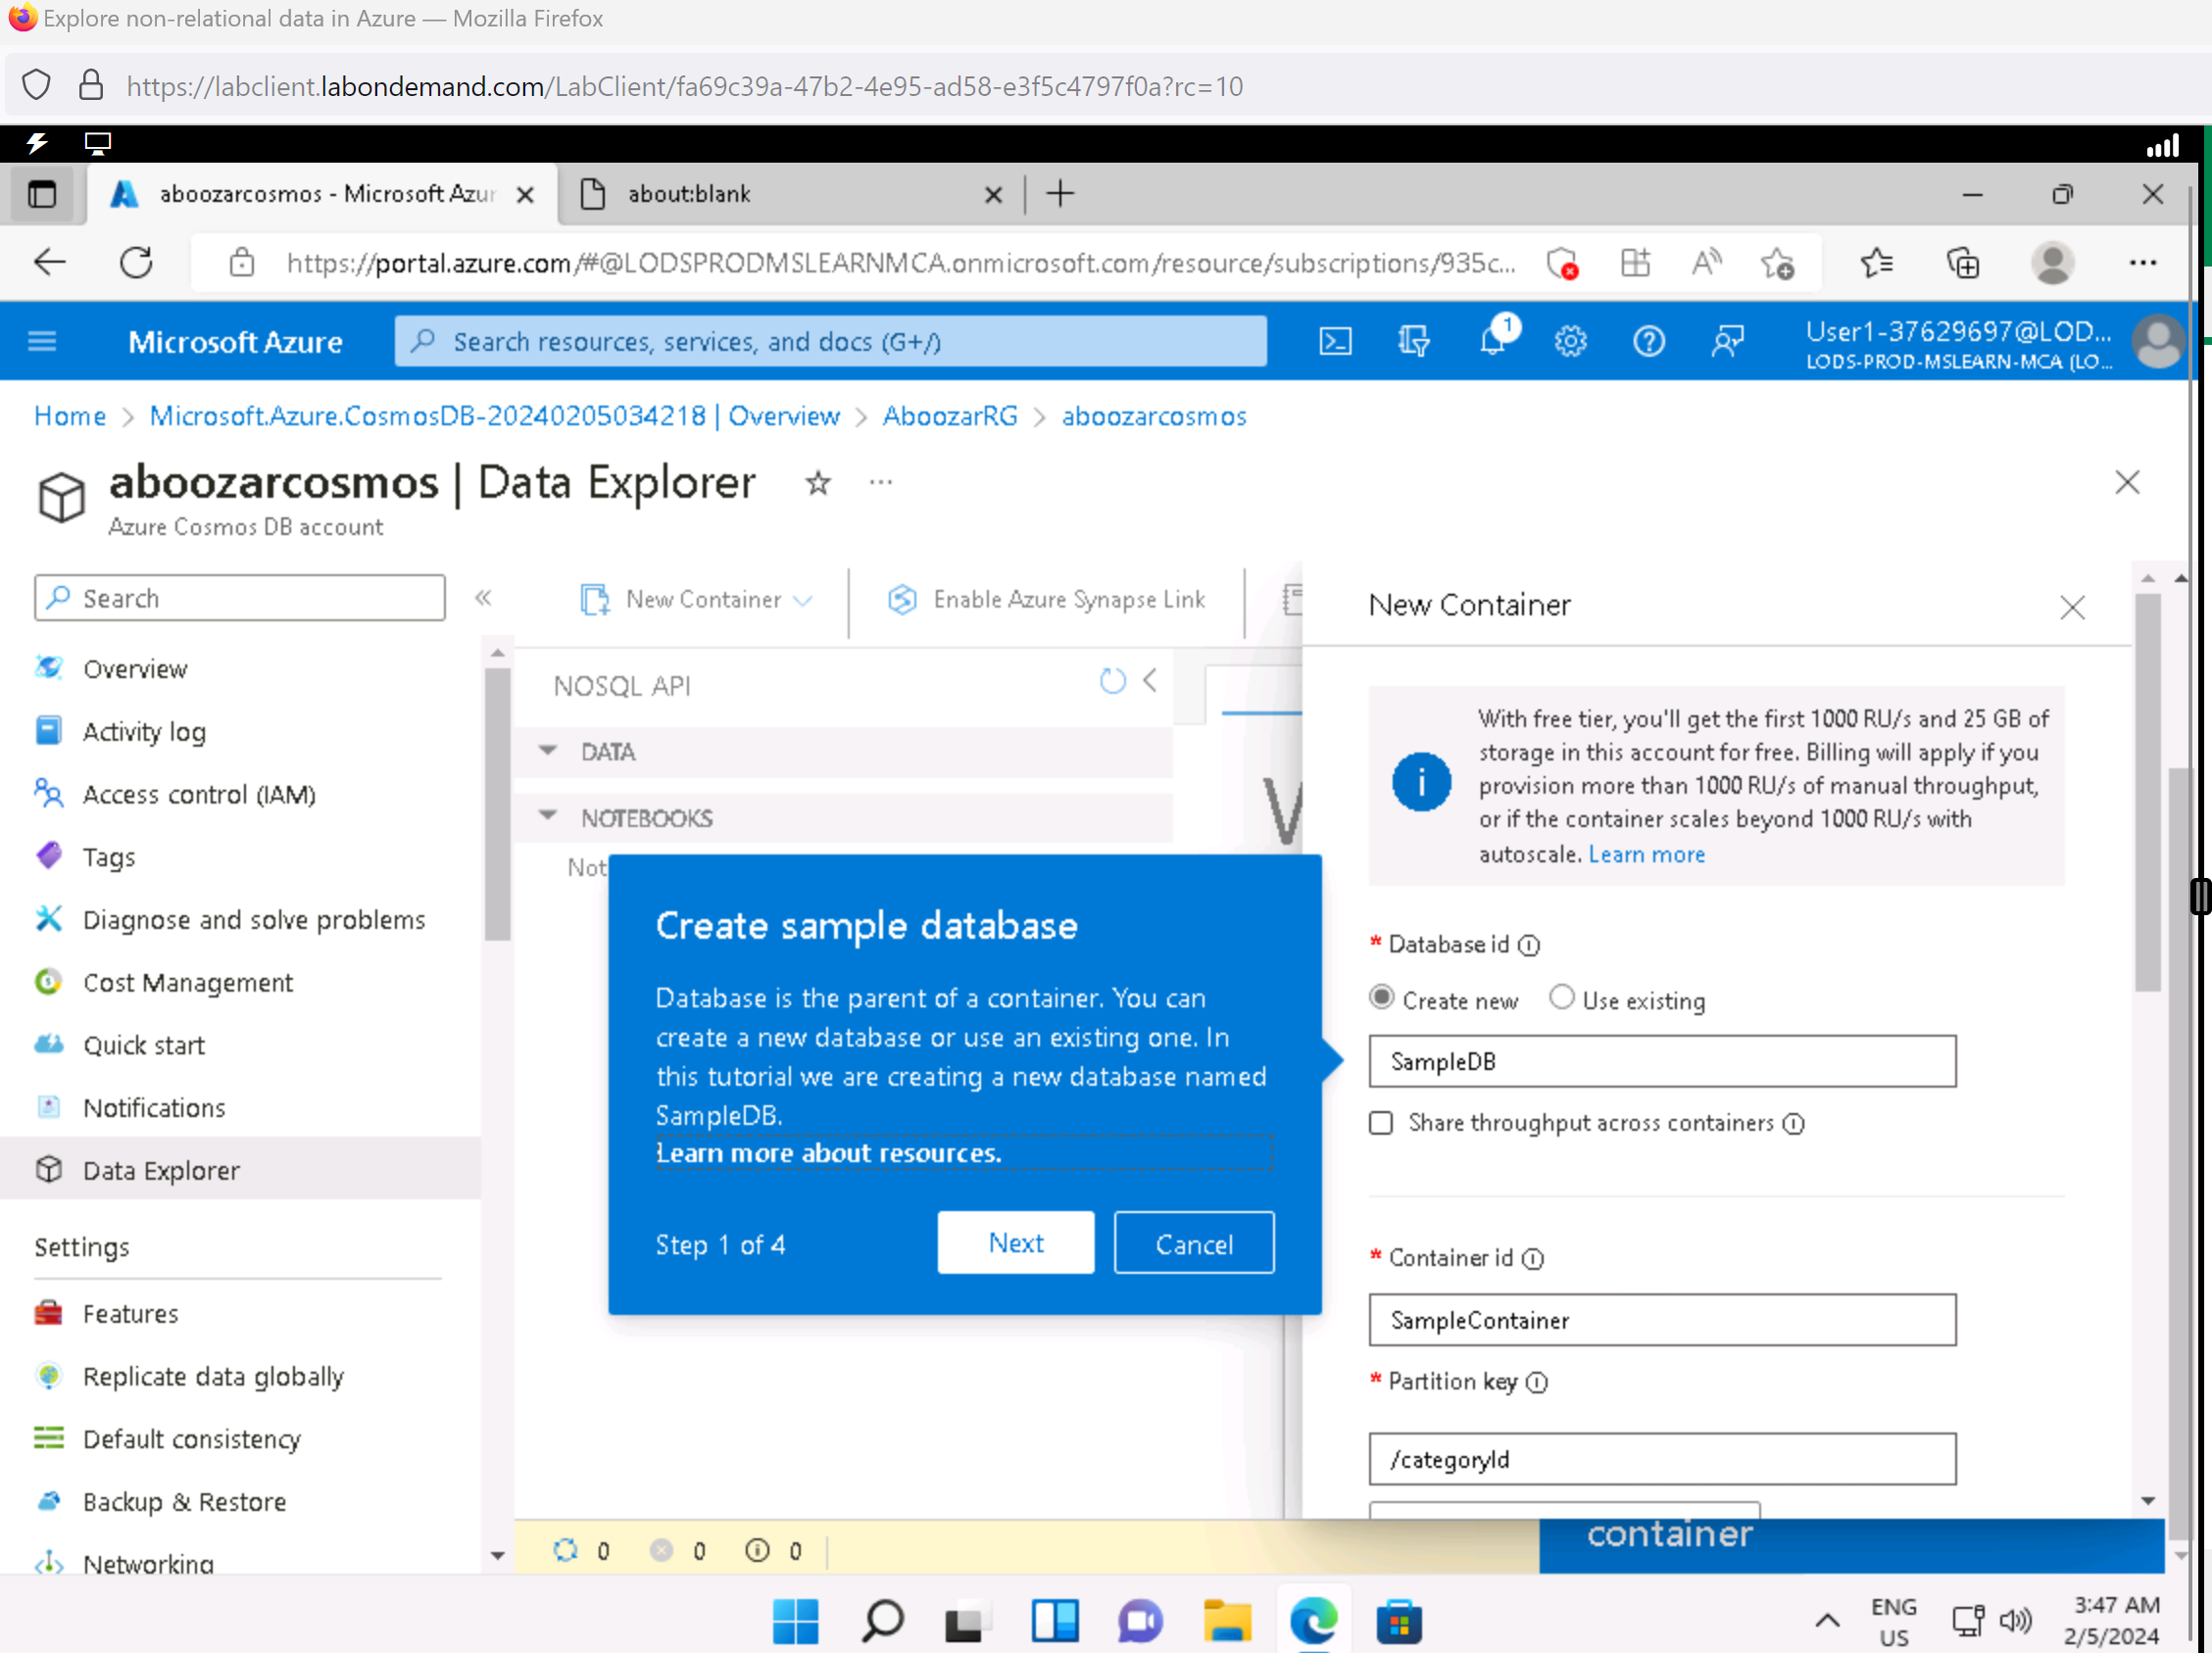 Explore non-relational data in Azure — Mozilla Firefox
https://labclient.labondemand.com/LabClient/fa69c39a-47b2-4e95-ad58-e3f5c4797f0a?rc=10
aboozarcosmos - Microsoft Azur
about:blank
https://portal.azure.com/#@LODSPRODMSLEARNMCA.onmicrosoft.com/resource/subscriptions/935c...
Microsoft Azure
Search resources, services, and docs (G+/)
1
User1-37629697@LOD...
LODS-PROD-MSLEARN-MCA (LO...
Home > Microsoft.Azure.CosmosDB-20240205034218 | Overview > AboozarRG > aboozarcosmos
aboozarcosmos | Data Explorer
Azure Cosmos DB account
Search
Overview
Activity log
Access control (IAM)
Tags
Diagnose and solve problems
Cost Management
Quick start
Notifications
Data Explorer
Settings
Features
Replicate data globally
Default consistency
Backup & Restore
Networking
New Container
Enable Azure Synapse Link
NOSQL API
DATA
NOTEBOOKS
Not
Create sample database
Database is the parent of a container. You can
create a new database or use an existing one. In
this tutorial we are creating a new database named
SampleDB.
Learn more about resources.
Step 1 of 4
Next
Cancel
New Container
With free tier, you'll get the first 1000 RU/s and 25 GB of
storage in this account for free. Billing will apply if you
provision more than 1000 RU/s of manual throughput,
or if the container scales beyond 1000 RU/s with
autoscale. Learn more
* Database id
Create new
Use existing
SampleDB
Share throughput across containers
* Container id
SampleContainer
* Partition key
/categoryId
0
0
0
container
ENG
US
3:47 AM
2/5/2024